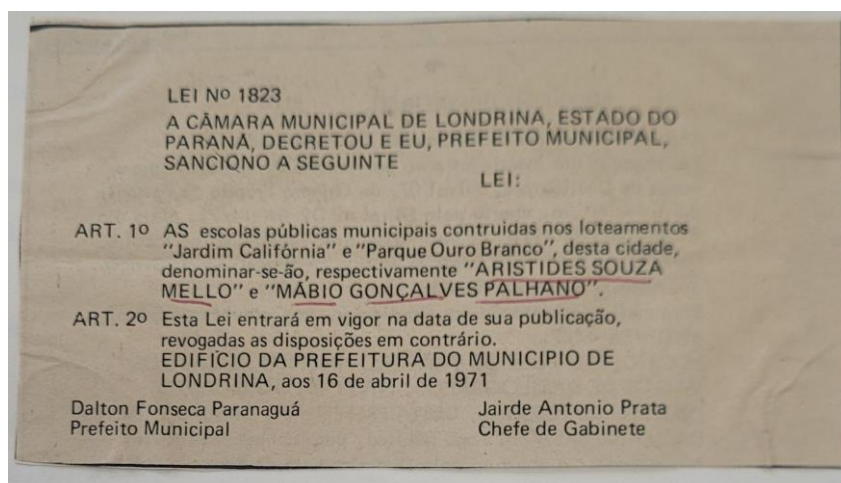 LEI Nº 1823
A CÂMARA MUNICIPAL DE LONDRINA, ESTADO DO
PARANÁ, DECRETOU E EU, PREFEITO MUNICIPAL,
SANCIONO A SEGUINTE
LEI:
ART. 1º AS escolas públicas municipais contruidas nos loteamentos
"Jardim Califórnia" e "Parque Ouro Branco", desta cidade,
denominar-se-ão, respectivamente "ARISTIDES SOUZA
MELLO" e "MÁBIO GONÇALVES PALHANO".
ART. 2º Esta Lei entrará em vigor na data de sua publicação,
revogadas as disposições em contrário.
EDIFÍCIO DA PREFEITURA DO MUNICIPIO DE
LONDRINA, aos 16 de abril de 1971
Dalton Fonseca Paranaguá Jairde Antonio Prata
Prefeito Municipal Chefe de Gabinete